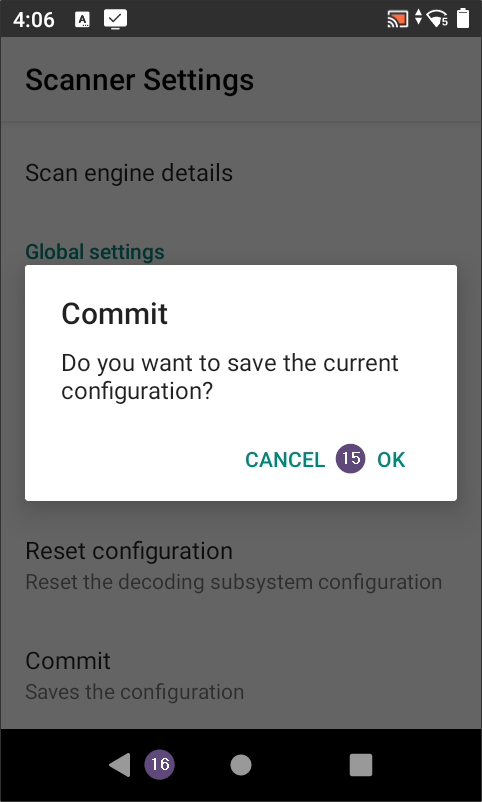 4:06 A 5
Scanner Settings
Scan engine details
Global settings
Commit
Do you want to save the current
configuration?
CANCEL 15 OK
Reset configuration
Reset the decoding subsystem configuration
Commit
Saves the configuration
16